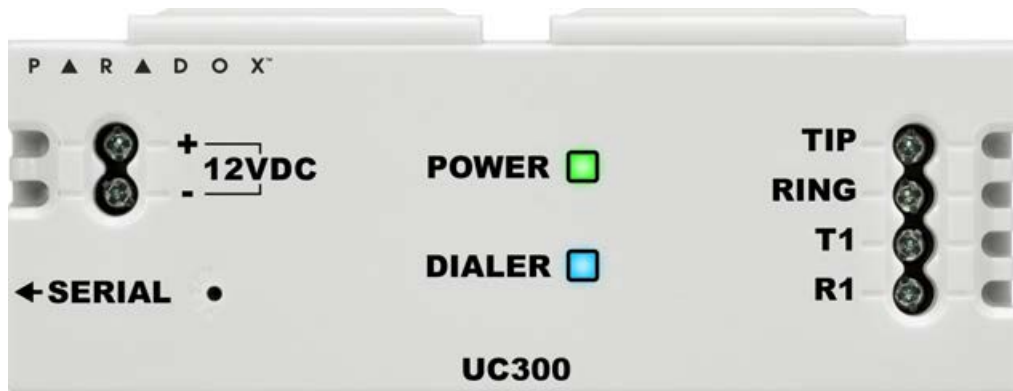 PARADOX™
+
12VDC
-
POWER
DIALER
TIP
RING
T1
R1
←SERIAL
UC300